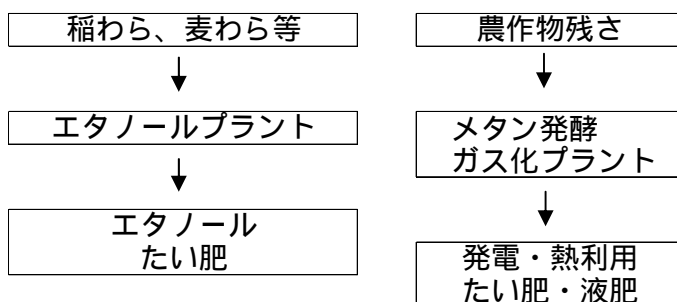 稲わら、麦わら等
エタノールプラント
エタノール
たい肥
農作物残さ
メタン発酵
ガス化プラント
発電・熱利用
たい肥・液肥